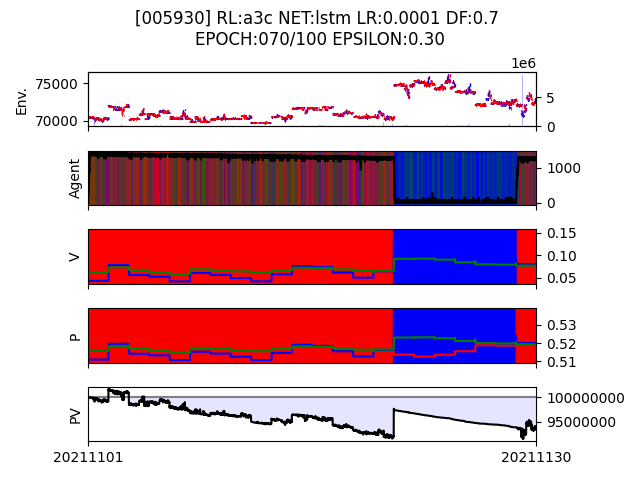 [005930] RL:a3c NET:lstm LR:0.0001 DF:0.7
EPOCH:070/100 EPSILON:0.30
1e6
75000
70000
Env.
5
0
Agent
1000
0
V
0.15
0.10
0.05
P
0.53
0.52
0.51
PV
100000000
95000000
20211101
20211130